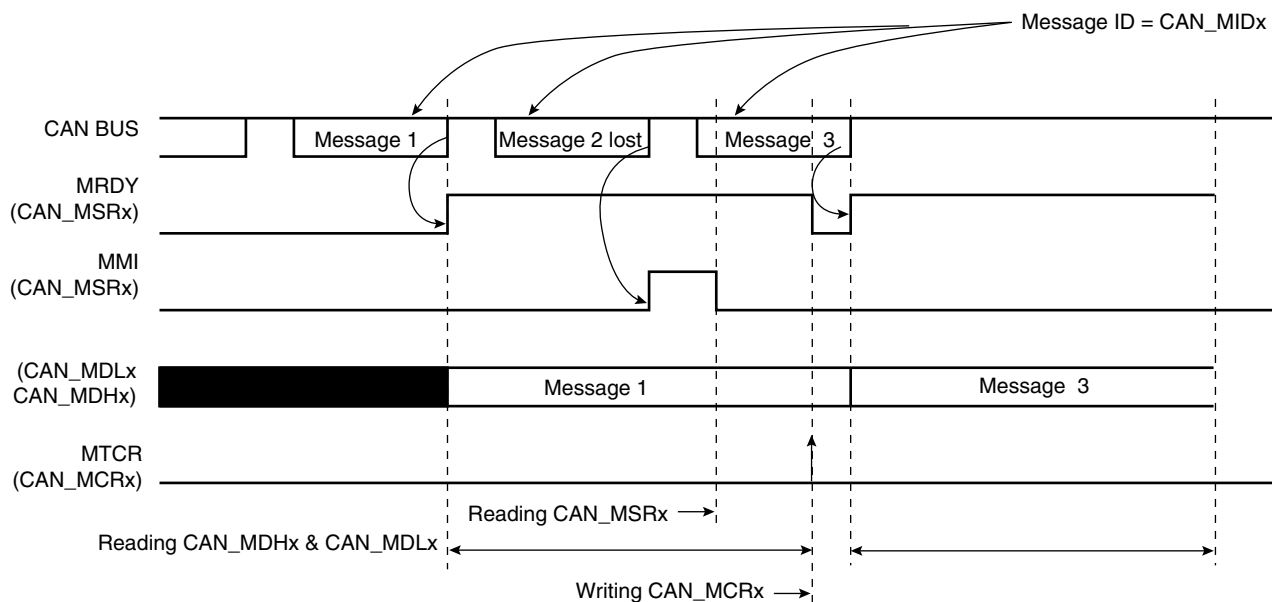 Message ID = CAN_MIDx
CAN BUS
Message 1
Message 2 lost
Message 3
MRDY
(CAN_MSRx)
MMI
(CAN_MSRx)
(CAN_MDLx
CAN_MDHx)
Message 1
Message 3
MTCR
(CAN_MCRx)
Reading CAN_MSRx
Reading CAN_MDHx & CAN_MDLx
Writing CAN_MCRx